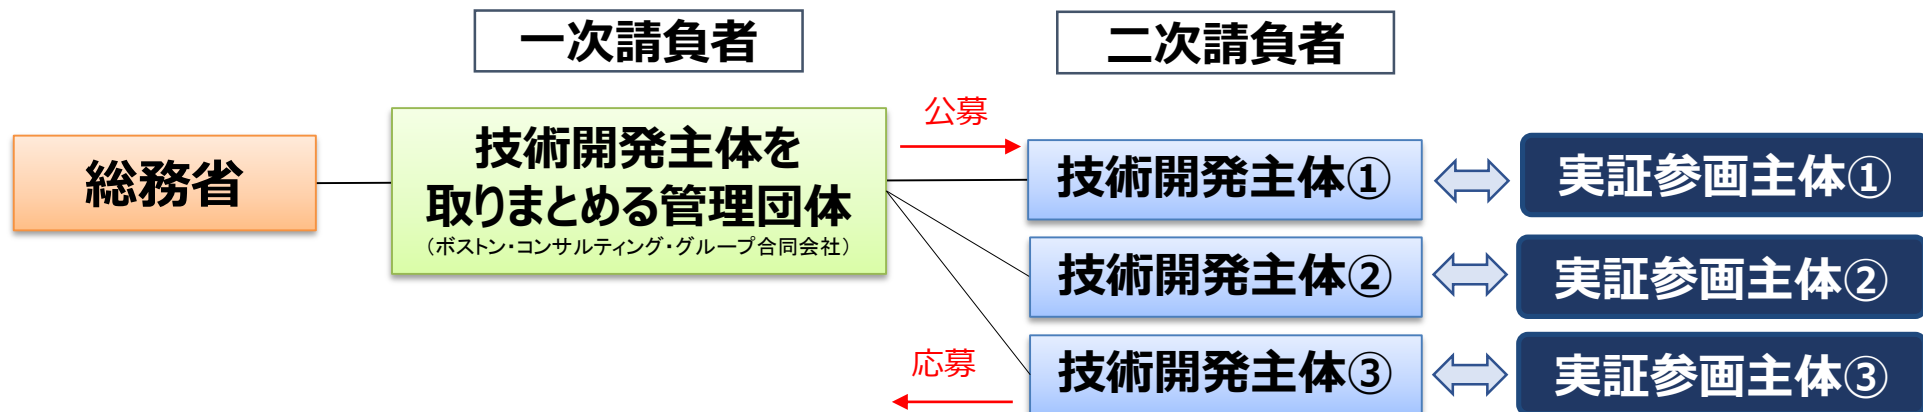 一次請負者
二次請負者
総務省
技術開発主体を
取りまとめる管理団体
（ボストン・コンサルティング・グループ合同会社）
公募
応募
技術開発主体①
実証参画主体①
技術開発主体②
実証参画主体②
技術開発主体③
実証参画主体③